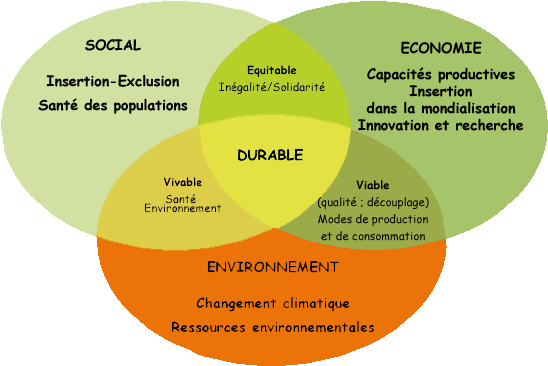 SOCIAL
Insertion-Exclusion
Santé des populations
Equitable
Inégalité/Solidarité
ECONOMIE
Capacités productives
Insertion
dans la mondialisation
Innovation et recherche
DURABLE
Vivable
Santé
Environnement
Viable
(qualité ; découplage)
Modes de production
et de consommation
ENVIRONNEMENT
Changement climatique
Ressources environnementales